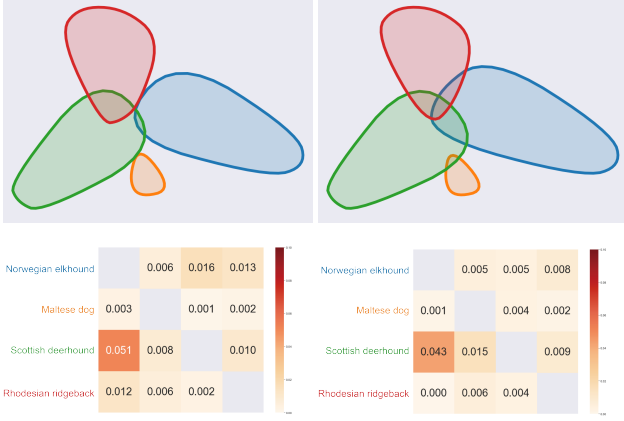 Norwegian elkhound 0.006 0.016 0.013
Maltese dog 0.003 0.001 0.002
Scottish deerhound 0.051 0.008 0.010
Rhodesian ridgeback 0.012 0.006 0.002
Norwegian elkhound 0.005 0.005 0.008
Maltese dog 0.001 0.004 0.002
Scottish deerhound 0.043 0.015 0.009
Rhodesian ridgeback 0.000 0.006 0.004